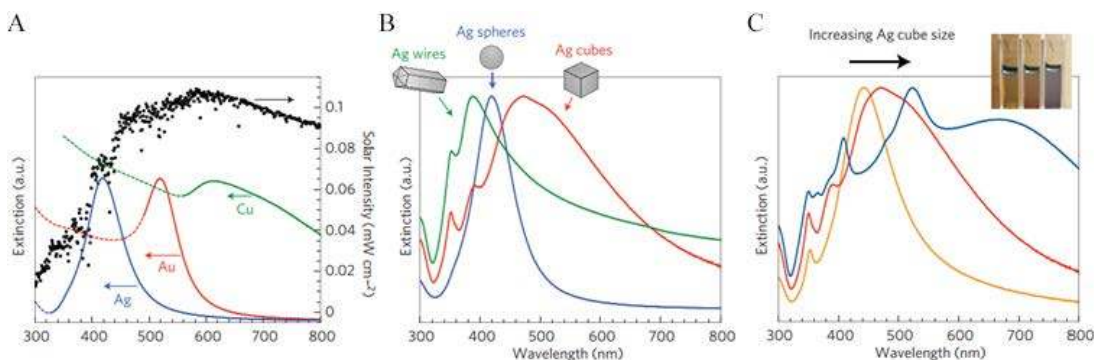 A
Extinction (a.u.)
Cu
Au
Ag
0.1
0.08
0.06
0.04
0.02
0
Solar Intensity (mW cm⁻²)
300 400 500 600 700 800
Wavelength (nm)
B
Ag wires
Ag spheres
Ag cubes
Extinction (a.u.)
300 400 500 600 700 800
Wavelength (nm)
C
Increasing Ag cube size
Extinction (a.u.)
300 400 500 600 700 800
Wavelength (nm)